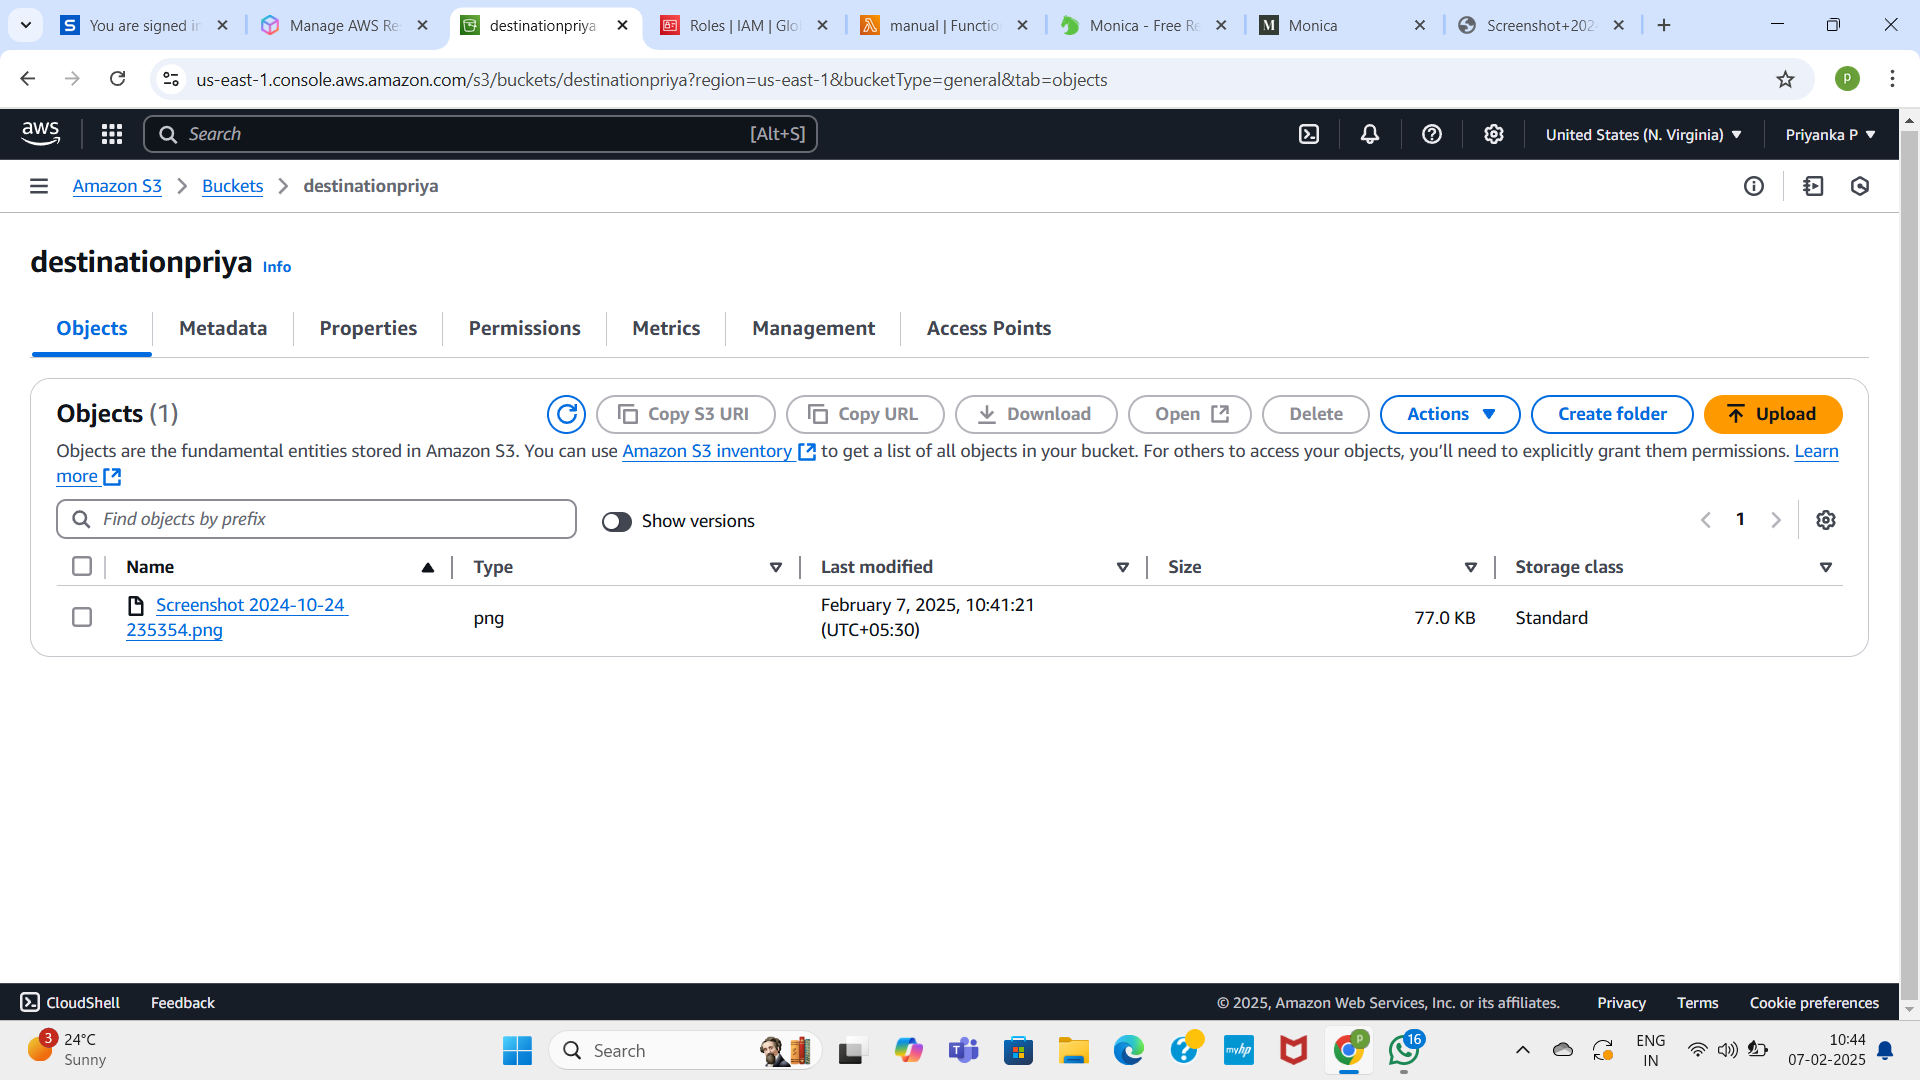 You are signed in
Manage AWS Re
destinationpriya
Roles | IAM | Glo
manual | Functio
Monica - Free Re
Monica
Screenshot+202
us-east-1.console.aws.amazon.com/s3/buckets/destinationpriya?region=us-east-1&bucketType=general&tab=objects
P
aws
Search
[Alt+S]
United States (N. Virginia)
Priyanka P
Amazon S3
Buckets
destinationpriya
destinationpriya Info
Objects
Metadata
Properties
Permissions
Metrics
Management
Access Points
Objects (1)
Copy S3 URI
Copy URL
Download
Open
Delete
Actions
Create folder
Upload
Objects are the fundamental entities stored in Amazon S3. You can use Amazon S3 inventory to get a list of all objects in your bucket. For others to access your objects, you’ll need to explicitly grant them permissions. Learn
more
Find objects by prefix
Show versions
1
Name
Type
Last modified
Size
Storage class
Screenshot 2024-10-24
235354.png
png
February 7, 2025, 10:41:21
(UTC+05:30)
77.0 KB
Standard
CloudShell
Feedback
© 2025, Amazon Web Services, Inc. or its affiliates.
Privacy
Terms
Cookie preferences
3
24°C
Sunny
Search
myhp
P
16
ENG
IN
10:44
07-02-2025